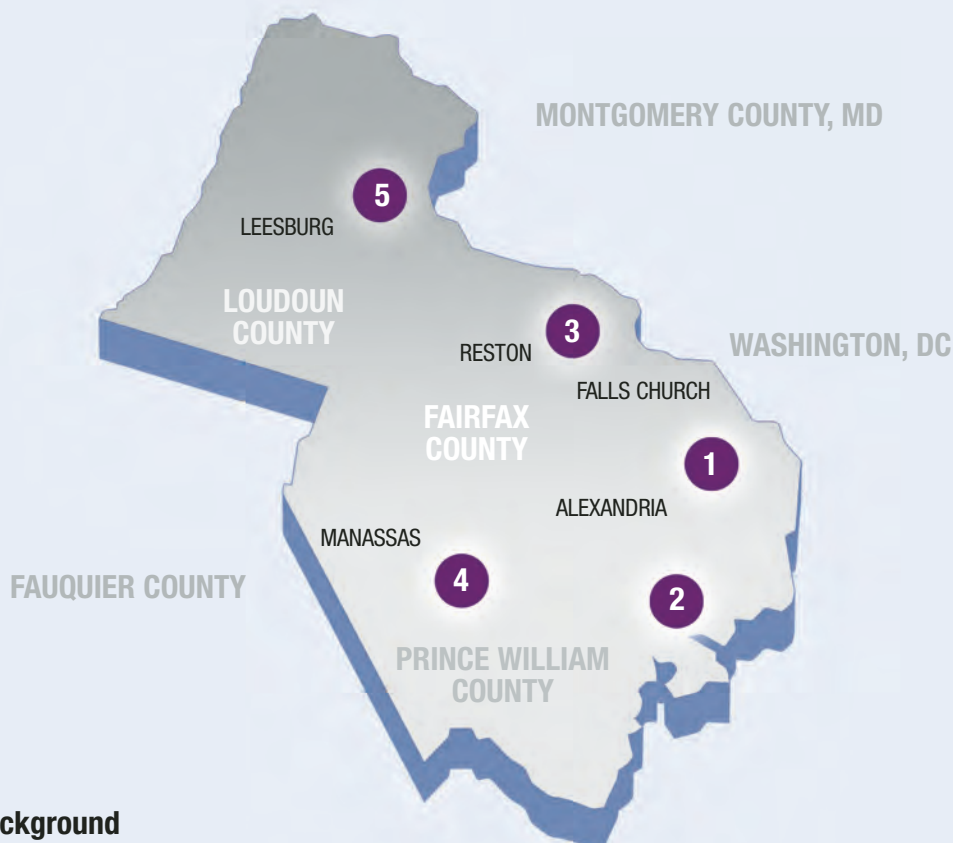 MONTGOMERY COUNTY, MD
5
LEESBURG
LOUDOUN
COUNTY
3
RESTON
WASHINGTON, DC
FALLS CHURCH
FAIRFAX
COUNTY
1
ALEXANDRIA
MANASSAS
4
FAUQUIER COUNTY
2
PRINCE WILLIAM
COUNTY
ckground